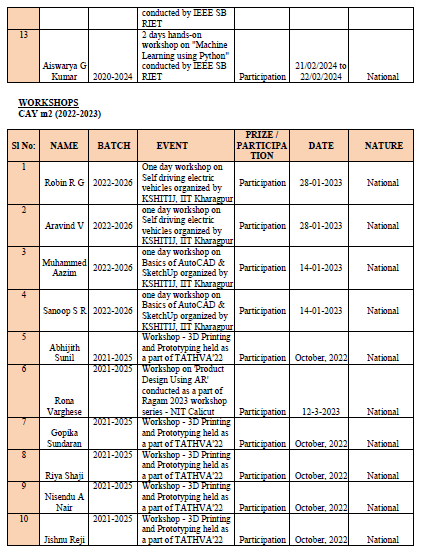 conducted by IEEE SB
RIET
13 Aiswarya G Kumar 2020-2024 2 days hands-on workshop on "Machine Learning using Python" conducted by IEEE SB RIET Participation 21/02/2024 to 22/02/2024 National
WORKSHOPS
CAY m2 (2022-2023)
Sl No: NAME BATCH EVENT PRIZE / PARTICIPATION DATE NATURE
1 Robin R G 2022-2026 One day workshop on Self driving electric vehicles organized by KSHITIJ, IIT Kharagpur Participation 28-01-2023 National
2 Aravind V 2022-2026 one day workshop on Self driving electric vehicles organized by KSHITIJ, IIT Kharagpur Participation 28-01-2023 National
3 Muhammed Aazim 2022-2026 one day workshop on Basics of AutoCAD & SketchUp organized by KSHITIJ, IIT Kharagpur Participation 14-01-2023 National
4 Sanoop S R 2022-2026 one day workshop on Basics of AutoCAD & SketchUp organized by KSHITIJ, IIT Kharagpur Participation 14-01-2023 National
5 Abhijith Sunil 2021-2025 Workshop - 3D Printing and Prototyping held as a part of TATHVA'22 Participation October, 2022 National
6 Rona Varghese 2021-2025 Workshop on 'Product Design Using AR' conducted as a part of Ragam 2023 workshop series - NIT Calicut Participation 12-3-2023 National
7 Gopika Sundaran 2021-2025 Workshop - 3D Printing and Prototyping held as a part of TATHVA'22 Participation October, 2022 National
8 Riya Shaji 2021-2025 Workshop - 3D Printing and Prototyping held as a part of TATHVA'22 Participation October, 2022 National
9 Nisendu A Nair 2021-2025 Workshop - 3D Printing and Prototyping held as a part of TATHVA'22 Participation October, 2022 National
10 Jishnu Reji 2021-2025 Workshop - 3D Printing and Prototyping held as a part of TATHVA'22 Participation October, 2022 National